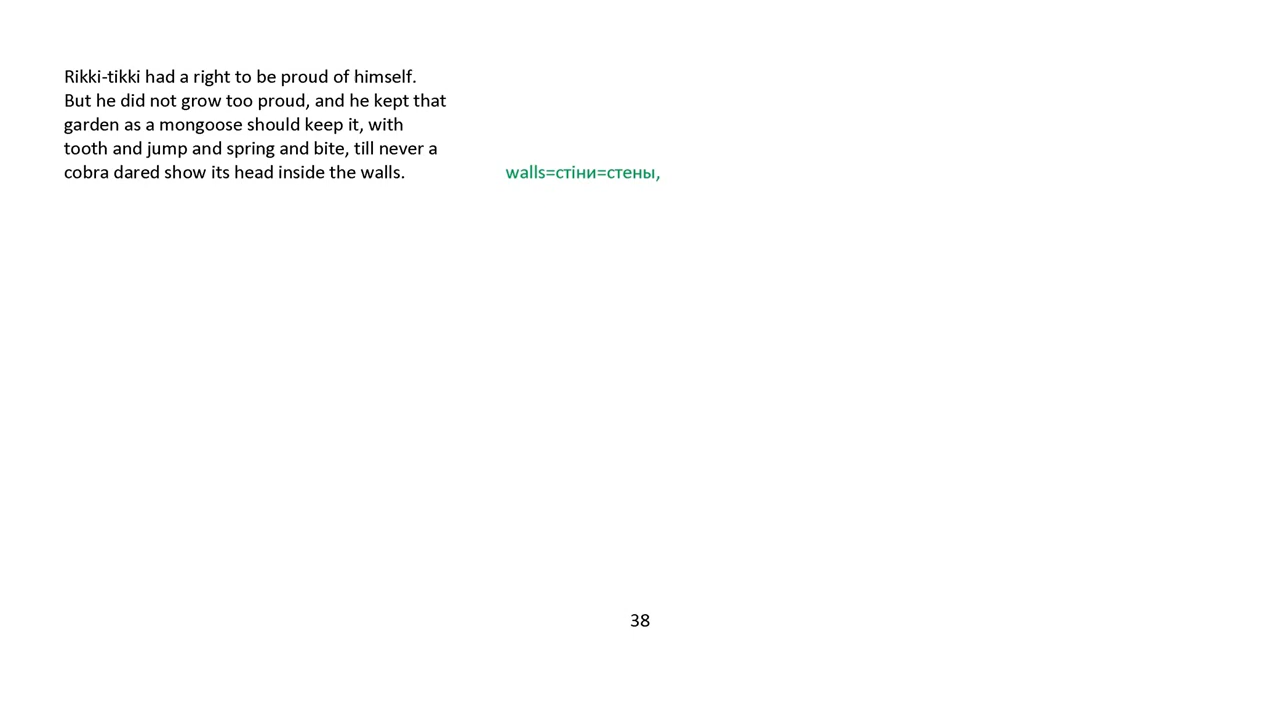 Rikki-tikki had a right to be proud of himself.
But he did not grow too proud, and he kept that
garden as a mongoose should keep it, with
tooth and jump and spring and bite, till never a
cobra dared show its head inside the walls. walls=стіни=стены,
38